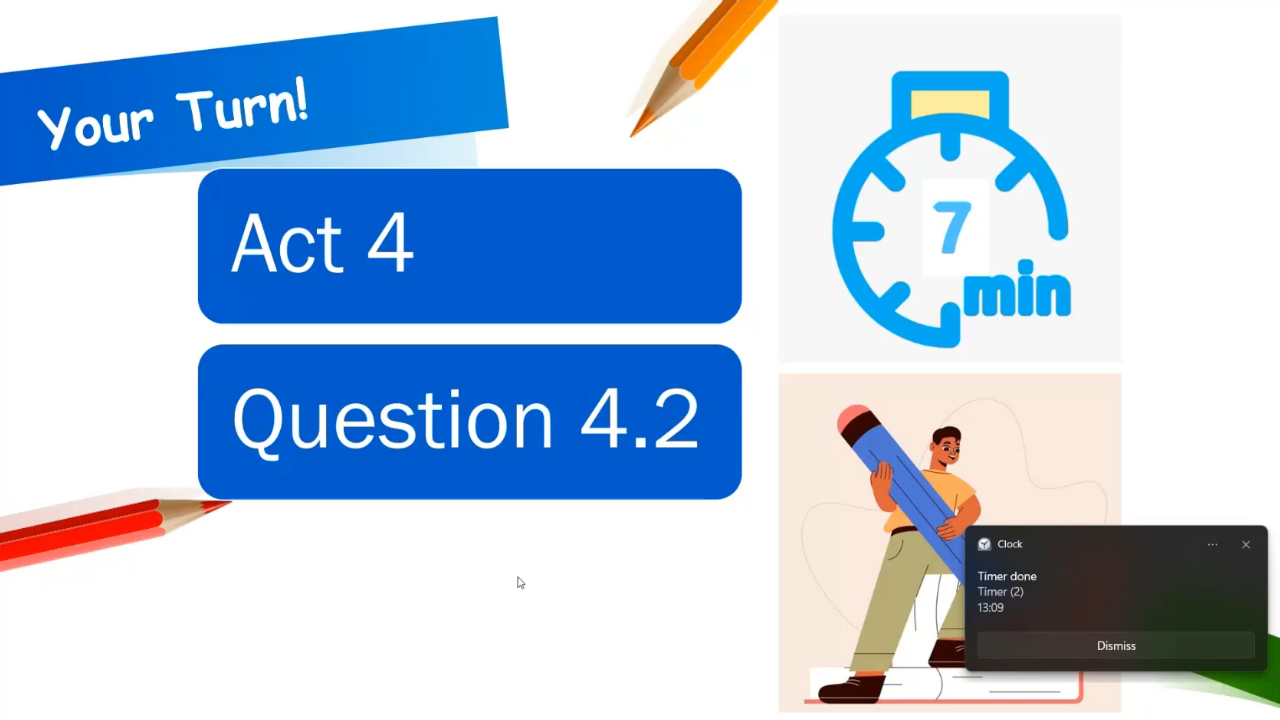 Your Turn!
Act 4
Question 4.2
7
min
Clock
Timer done
Timer (2)
13:09
Dismiss